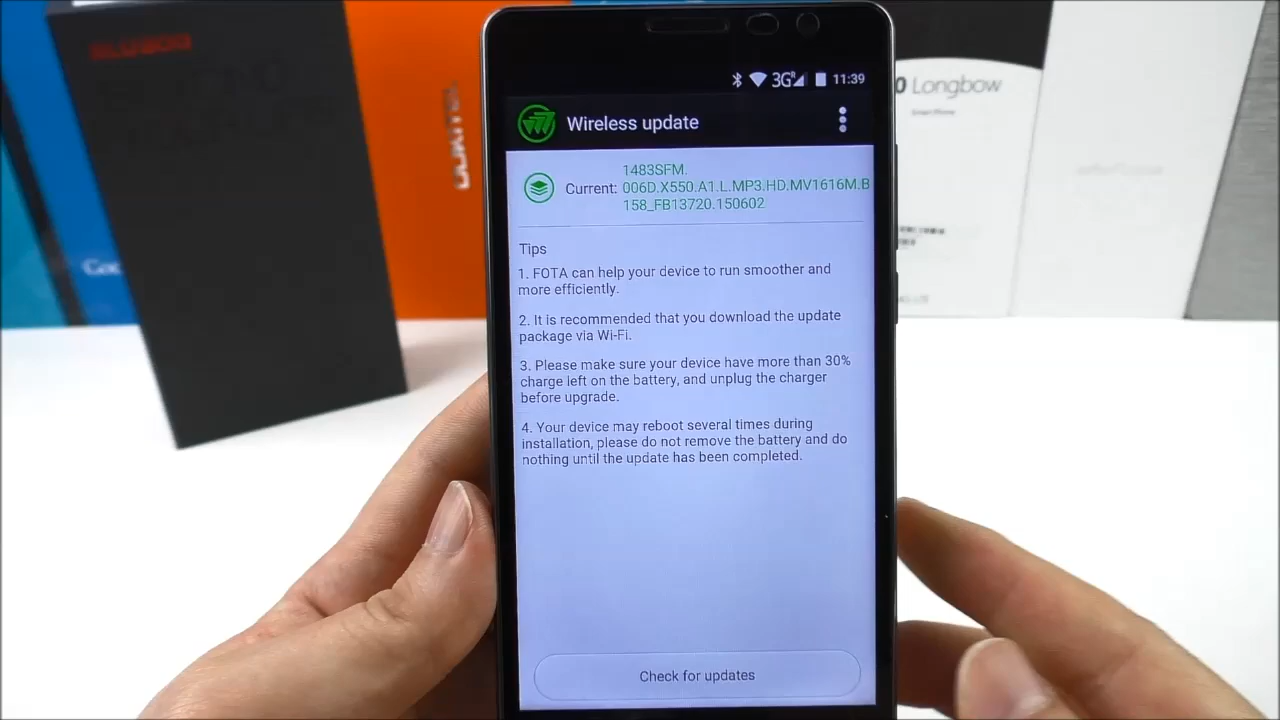 BLUBOO
OUKITEL
Longbow
Smart Phone
3G
R
11:39
Wireless update
1483SFM.
Current: 006D.X550.A1.L.MP3.HD.MV1616M.B
158_FB13720.150602
Tips
1. FOTA can help your device to run smoother and
more efficiently.
2. It is recommended that you download the update
package via Wi-Fi.
3. Please make sure your device have more than 30%
charge left on the battery, and unplug the charger
before upgrade.
4. Your device may reboot several times during
installation, please do not remove the battery and do
nothing until the update has been completed.
Check for updates